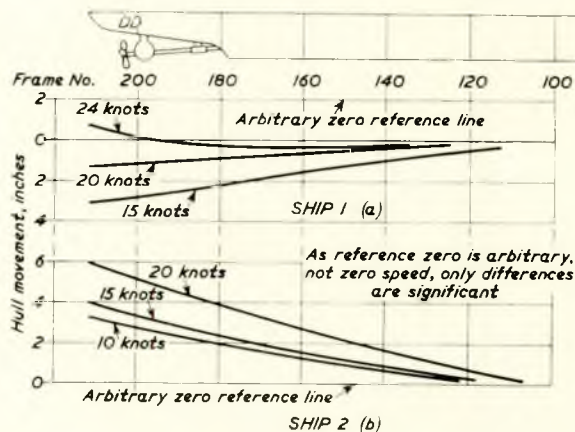 DD
Frame No. 200 180 160 140 120 100
2
24 knots
Arbitrary zero reference line
0
20 knots
2
15 knots
SHIP 1 (a)
4
Hull movement, inches
6
20 knots
As reference zero is arbitrary,
not zero speed, only differences
are significant
4
15 knots
10 knots
2
0
Arbitrary zero reference line
SHIP 2 (b)